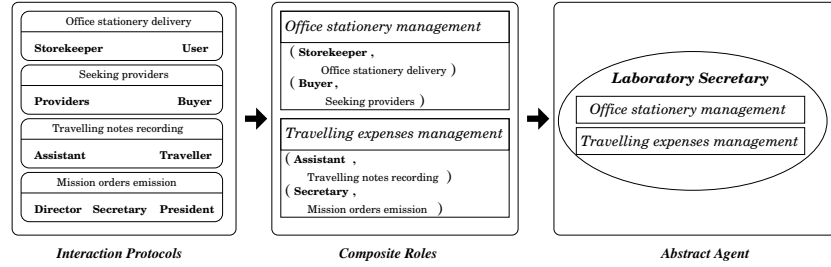 Office stationery delivery
Storekeeper User
Seeking providers
Providers Buyer
Travelling notes recording
Assistant Traveller
Mission orders emission
Director Secretary President
Interaction Protocols
Office stationery management
( Storekeeper ,
Office stationery delivery )
( Buyer,
Seeking providers )
Travelling expenses management
( Assistant ,
Travelling notes recording )
( Secretary ,
Mission orders emission )
Composite Roles
Laboratory Secretary
Office stationery management
Travelling expenses management
Abstract Agent